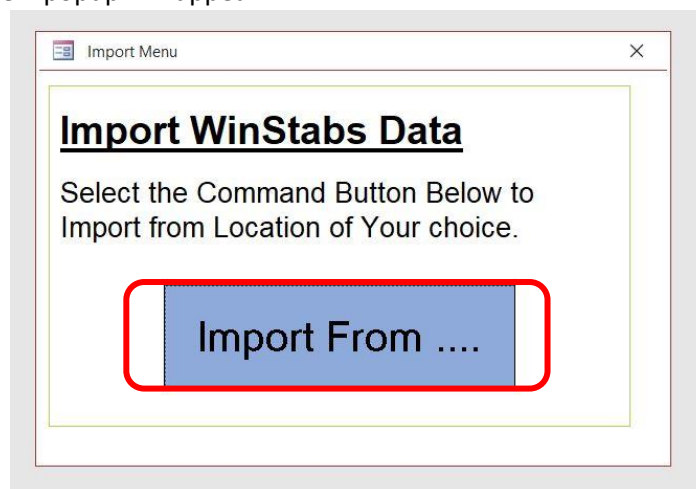 Import Menu
Import WinStabs Data
Select the Command Button Below to
Import from Location of Your choice.
Import From ....